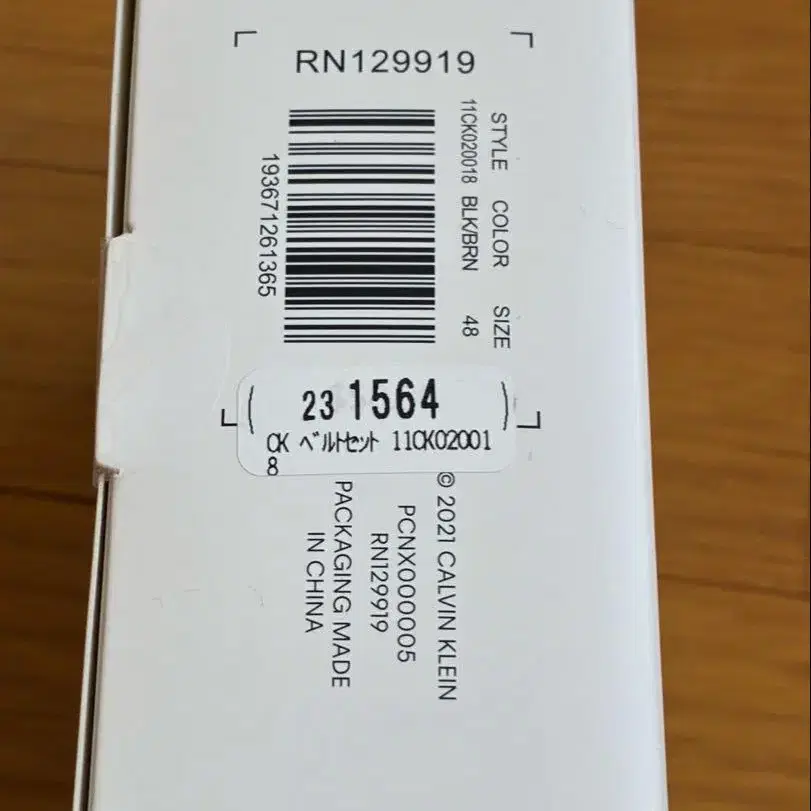 RN129919
STYLE COLOR SIZE
11CK020018 BLK/BRN 48
193671261365
23 1564
CK ベルトセット 11CK02001
8
© 2021 CALVIN KLEIN
PCNX000005
RN129919
PACKAGING MADE
IN CHINA